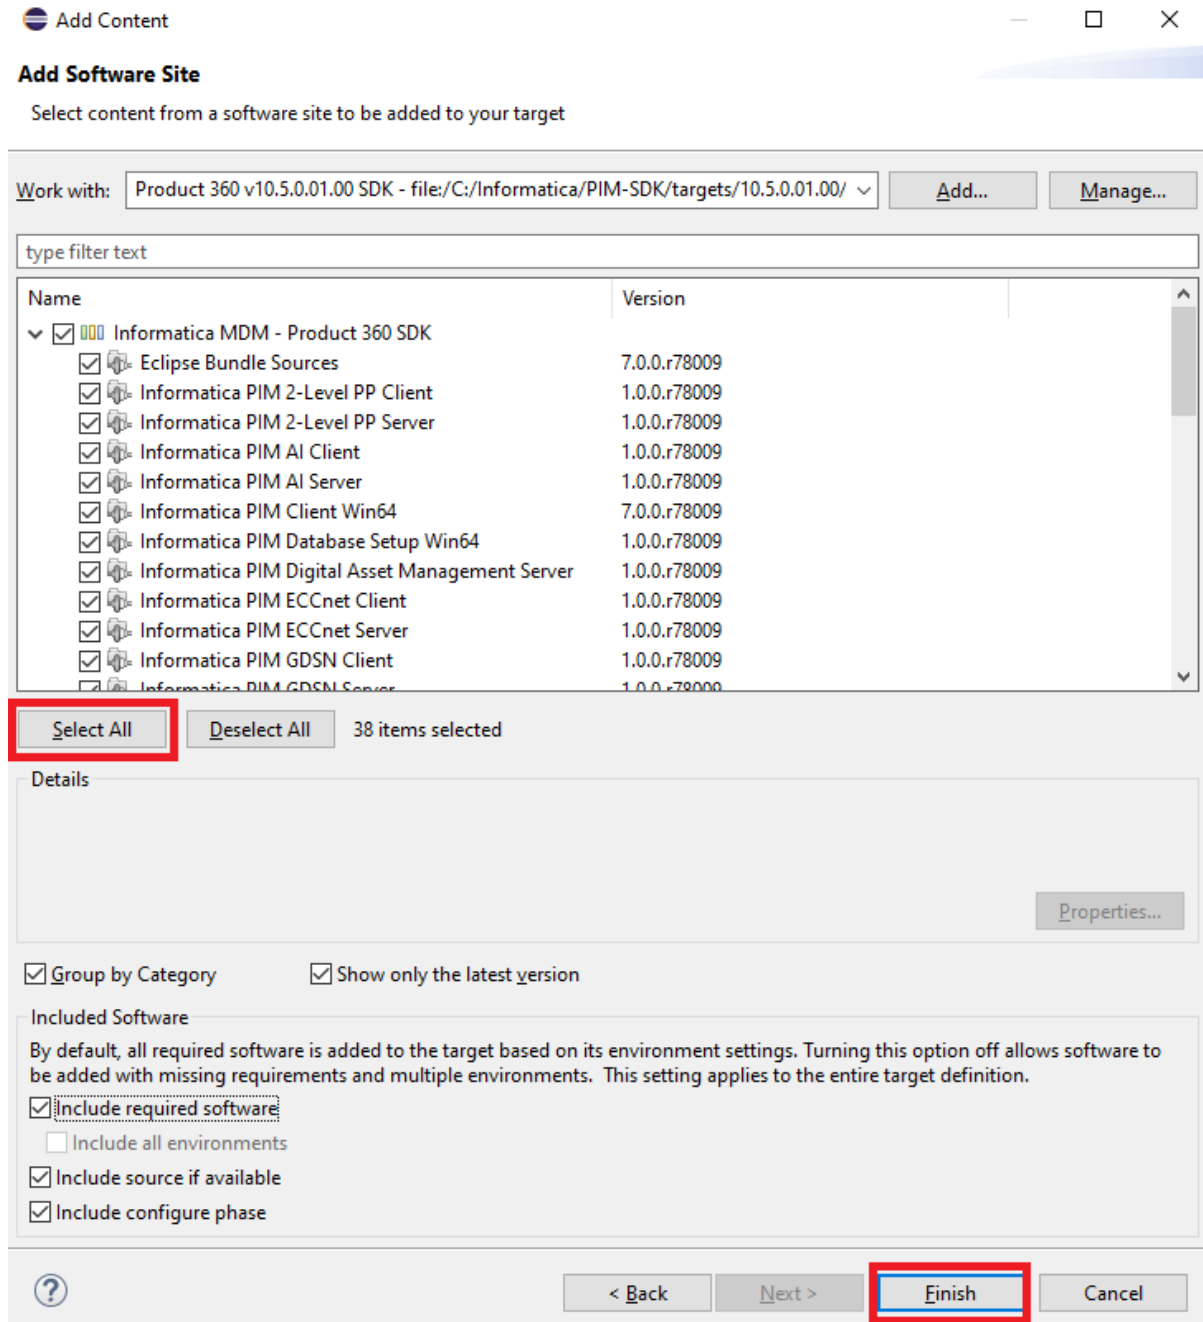 Add Content
Add Software Site
Select content from a software site to be added to your target
Work with: Product 360 v10.5.0.01.00 SDK - file:/C:/Informatica/PIM-SDK/targets/10.5.0.01.00/ Add... Manage...
type filter text
Name Version
Informatica MDM - Product 360 SDK
Eclipse Bundle Sources 7.0.0.r78009
Informatica PIM 2-Level PP Client 1.0.0.r78009
Informatica PIM 2-Level PP Server 1.0.0.r78009
Informatica PIM AI Client 1.0.0.r78009
Informatica PIM AI Server 1.0.0.r78009
Informatica PIM Client Win64 7.0.0.r78009
Informatica PIM Database Setup Win64 1.0.0.r78009
Informatica PIM Digital Asset Management Server 1.0.0.r78009
Informatica PIM ECCnet Client 1.0.0.r78009
Informatica PIM ECCnet Server 1.0.0.r78009
Informatica PIM GDSN Client 1.0.0.r78009
Informatica PIM GDSN Server 1.0.0.r78009
Select All Deselect All 38 items selected
Details
Properties...
Group by Category Show only the latest version
Included Software
By default, all required software is added to the target based on its environment settings. Turning this option off allows software to
be added with missing requirements and multiple environments.  This setting applies to the entire target definition.
Include required software
Include all environments
Include source if available
Include configure phase
? < Back Next > Finish Cancel